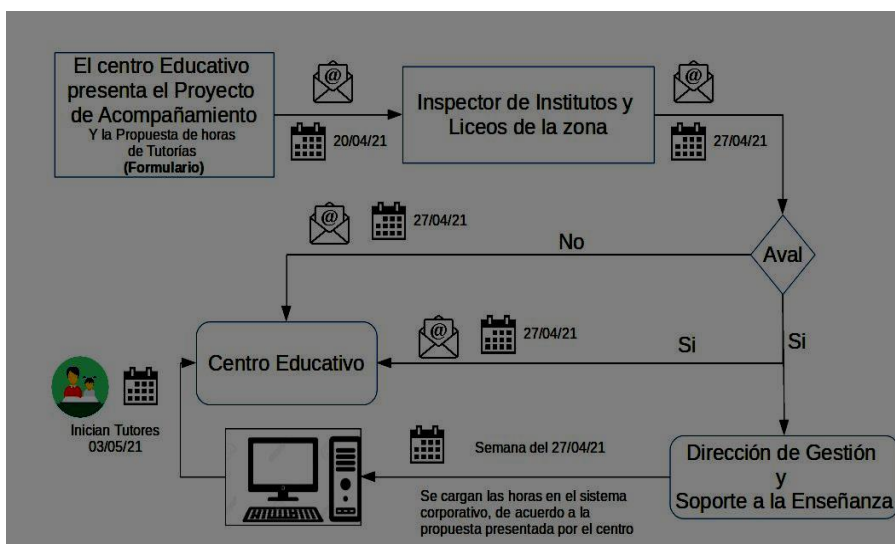 El centro Educativo
presenta el Proyecto
de Acompañamiento
Y la Propuesta de horas
de Tutorías
(Formulario)
@
20/04/21
Inspector de Institutos y
Liceos de la zona
@
27/04/21
@
27/04/21
No
Aval
@
27/04/21
Si
Si
Centro Educativo
Inician Tutores
03/05/21
Semana del 27/04/21
Se cargan las horas en el sistema
corporativo, de acuerdo a la
propuesta presentada por el centro
Dirección de Gestión
y
Soporte a la Enseñanza